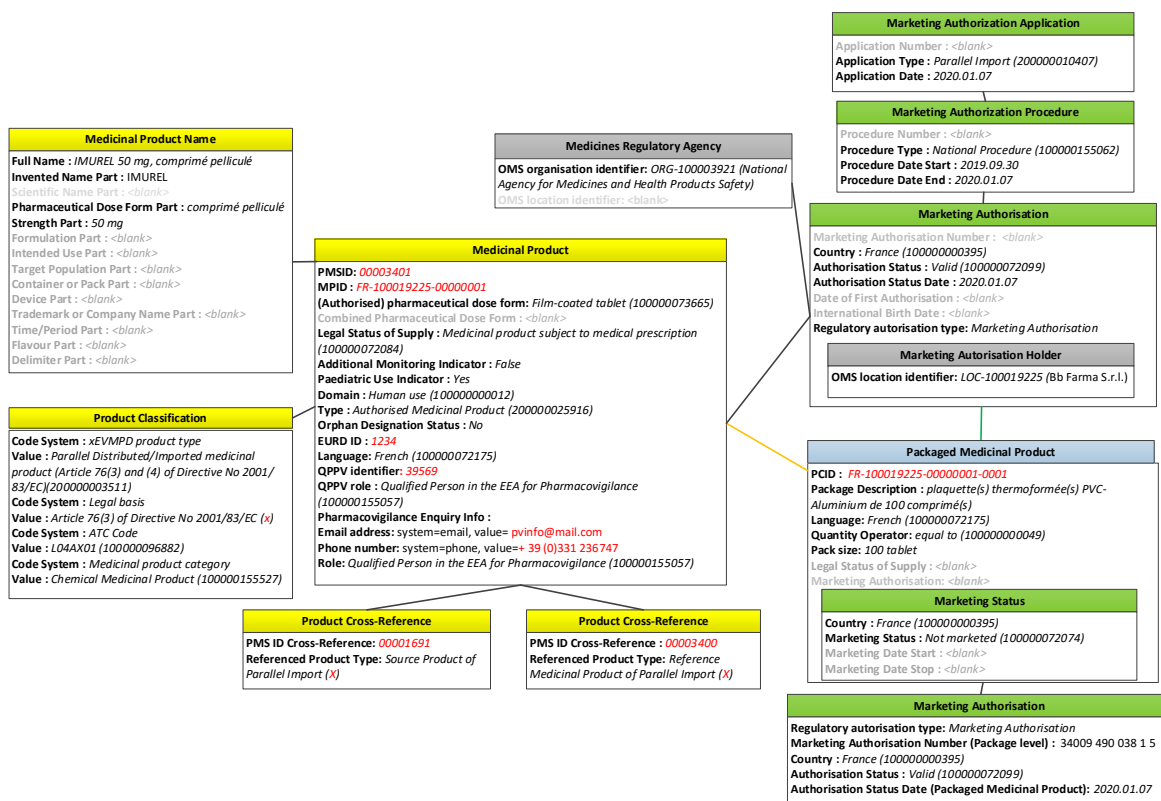 Marketing Authorization Application
Application Number : <blank>
Application Type : Parallel Import (200000010407)
Application Date : 2020.01.07
Marketing Authorization Procedure
Procedure Number : <blank>
Procedure Type : National Procedure (100000155062)
Procedure Date Start : 2019.09.30
Procedure Date End : 2020.01.07
Medicinal Product Name
Full Name : IMUREL 50 mg, comprimé pelliculé
Invented Name Part : IMUREL
Scientific Name Part : <blank>
Pharmaceutical Dose Form Part : comprimé pelliculé
Strength Part : 50 mg
Formulation Part : <blank>
Intended Use Part : <blank>
Target Population Part : <blank>
Container or Pack Part : <blank>
Device Part : <blank>
Trademark or Company Name Part : <blank>
Time/Period Part : <blank>
Flavour Part : <blank>
Delimiter Part : <blank>
Medicines Regulatory Agency
OMS organisation identifier: ORG-100003921 (National
Agency for Medicines and Health Products Safety)
OMS location identifier: <blank>
Marketing Authorisation
Marketing Authorisation Number : <blank>
Country : France (100000000395)
Authorisation Status : Valid (100000072099)
Authorisation Status Date : 2020.01.07
Date of First Authorisation : <blank>
International Birth Date : <blank>
Regulatory autorisation type: Marketing Authorisation
Marketing Autorisation Holder
OMS location identifier: LOC-100019225 (Bb Farma S.r.l.)
Medicinal Product
PMSID: 00003401
MPID : FR-100019225-00000001
(Authorised) pharmaceutical dose form: Film-coated tablet (100000073665)
Combined Pharmaceutical Dose Form : <blank>
Legal Status of Supply : Medicinal product subject to medical prescription
(100000072084)
Additional Monitoring Indicator : False
Paediatric Use Indicator : Yes
Domain : Human use (100000000012)
Type : Authorised Medicinal Product (200000025916)
Orphan Designation Status : No
EURD ID : 1234
Language: French (100000072175)
QPPV identifier: 39569
QPPV role : Qualified Person in the EEA for Pharmacovigilance
(100000155057)
Pharmacovigilance Enquiry Info :
Email address: system=email, value= pvinfo@mail.com
Phone number: system=phone, value=+ 39 (0)331 236747
Role: Qualified Person in the EEA for Pharmacovigilance (100000155057)
Product Classification
Code System : xEVMPD product type
Value : Parallel Distributed/Imported medicinal
product (Article 76(3) and (4) of Directive No 2001/
83/EC)(200000003511)
Code System : Legal basis
Value : Article 76(3) of Directive No 2001/83/EC (x)
Code System : ATC Code
Value : L04AX01 (100000096882)
Code System : Medicinal product category
Value : Chemical Medicinal Product (100000155527)
Packaged Medicinal Product
PCID : FR-100019225-00000001-0001
Package Description : plaquette(s) thermoformée(s) PVC-
Aluminium de 100 comprimé(s)
Language: French (100000072175)
Quantity Operator: equal to (100000000049)
Pack size: 100 tablet
Legal Status of Supply : <blank>
Marketing Authorisation: <blank>
Marketing Status
Country : France (100000000395)
Marketing Status : Not marketed (100000072074)
Marketing Date Start : <blank>
Marketing Date Stop : <blank>
Product Cross-Reference
PMS ID Cross-Reference: 00001691
Referenced Product Type: Source Product of
Parallel Import (X)
Product Cross-Reference
PMS ID Cross-Reference : 00003400
Referenced Product Type: Reference
Medicinal Product of Parallel Import (X)
Marketing Authorisation
Regulatory autorisation type: Marketing Authorisation
Marketing Authorisation Number (Package level) : 34009 490 038 1 5
Country : France (100000000395)
Authorisation Status : Valid (100000072099)
Authorisation Status Date (Packaged Medicinal Product): 2020.01.07